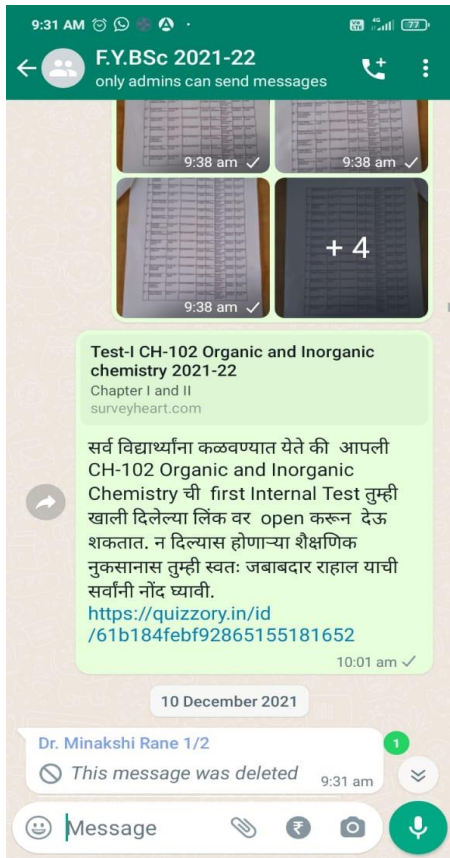 9:31 AM
4G
77
F.Y.BSc 2021-22
only admins can send messages
9:38 am
9:38 am
9:38 am
+ 4
Test-I CH-102 Organic and Inorganic
chemistry 2021-22
Chapter I and II
surveyheart.com
सर्व विद्यार्थ्यांना कळवण्यात येते की आपली
CH-102 Organic and Inorganic
Chemistry ची first Internal Test तुम्ही
खाली दिलेल्या लिंक वर open करून देऊ
शकतात. न दिल्यास होणाऱ्या शैक्षणिक
नुकसानास तुम्ही स्वतः जबाबदार राहाल याची
सर्वांनी नोंद घ्यावी.
https://quizzory.in/id
/61b184febf92865155181652
10:01 am
10 December 2021
Dr. Minakshi Rane 1/2
1
This message was deleted
9:31 am
Message
₹